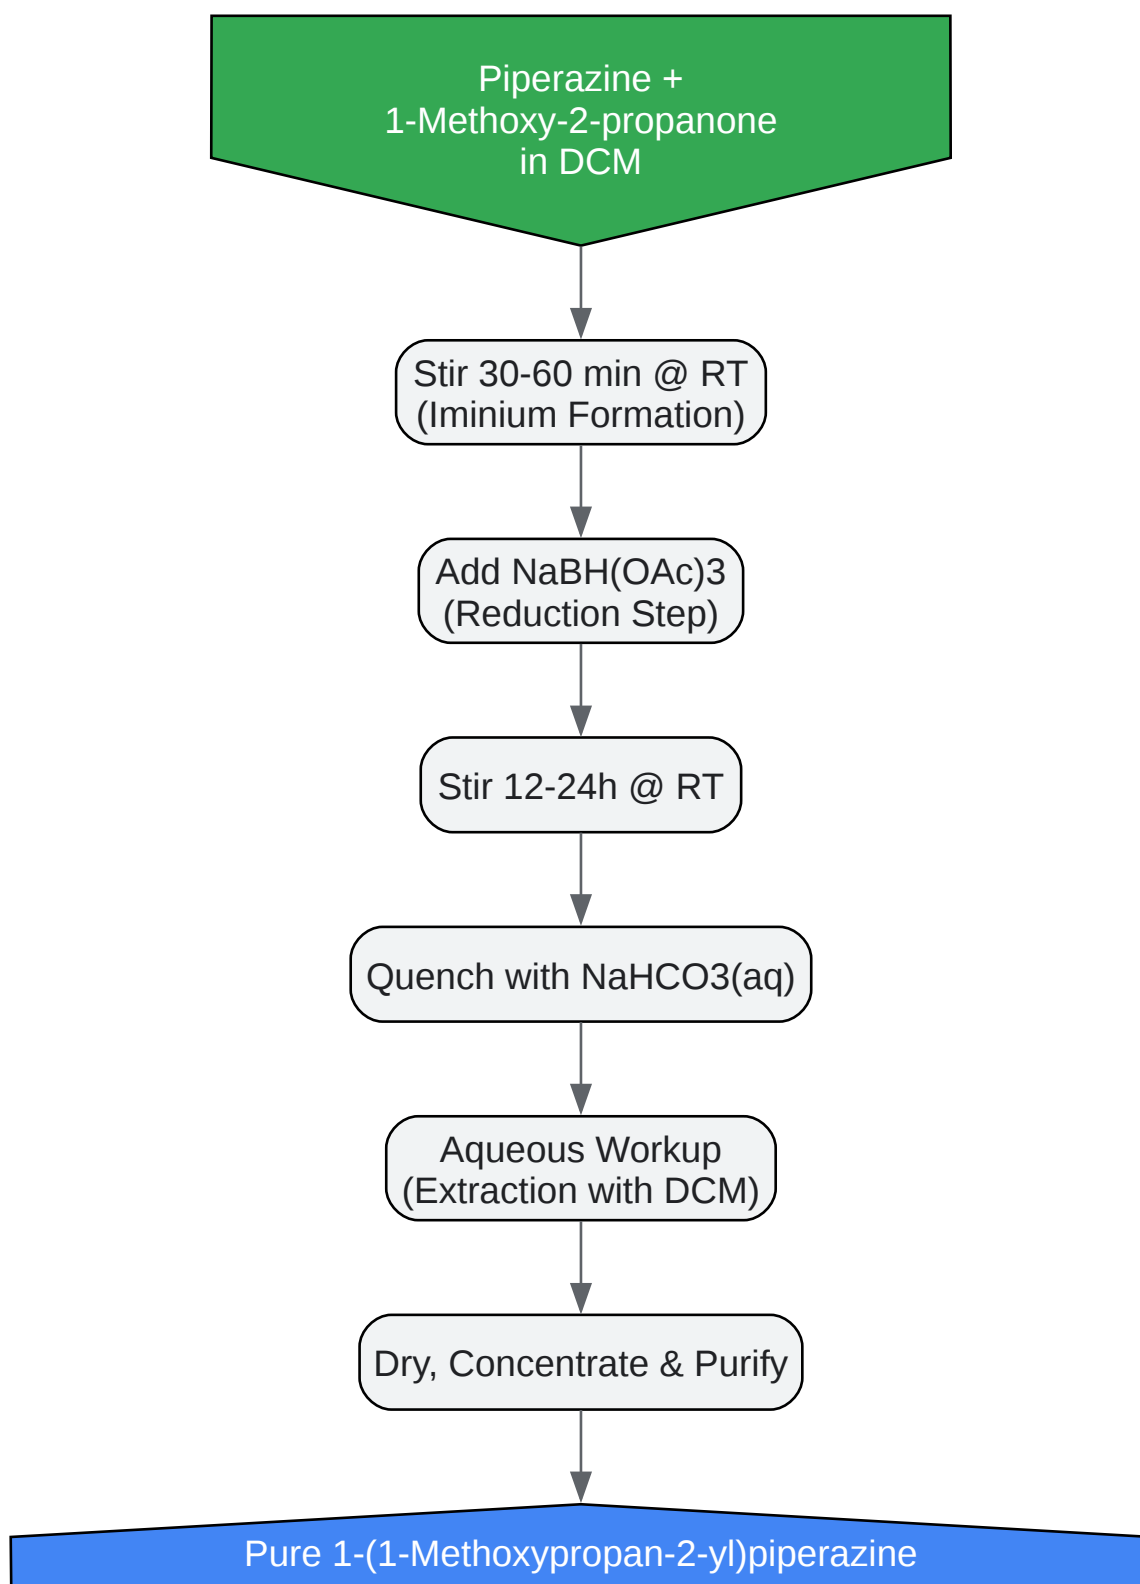 Piperazine +
1-Methoxy-2-propanone
in DCM
Stir 30-60 min @ RT
(Iminium Formation)
Add NaBH(OAc)3
(Reduction Step)
Stir 12-24h @ RT
Quench with NaHCO3(aq)
Aqueous Workup
(Extraction with DCM)
Dry, Concentrate & Purify
Pure 1-(1-Methoxypropan-2-yl)piperazine